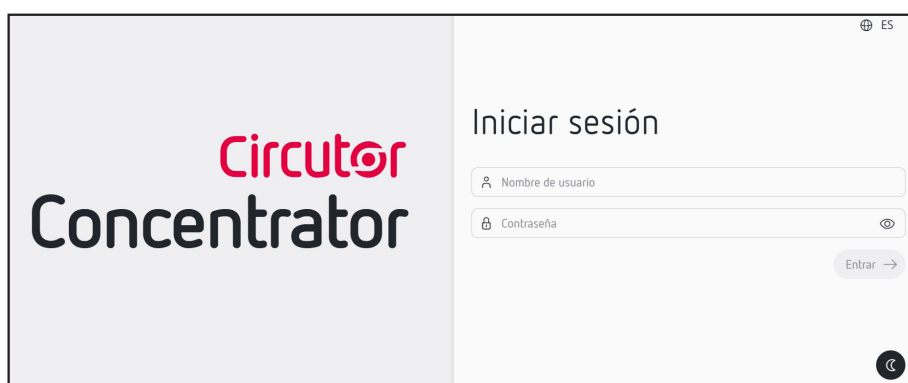 ES
Circutor
Concentrator
Iniciar sesión
Nombre de usuario
Contraseña
Entrar